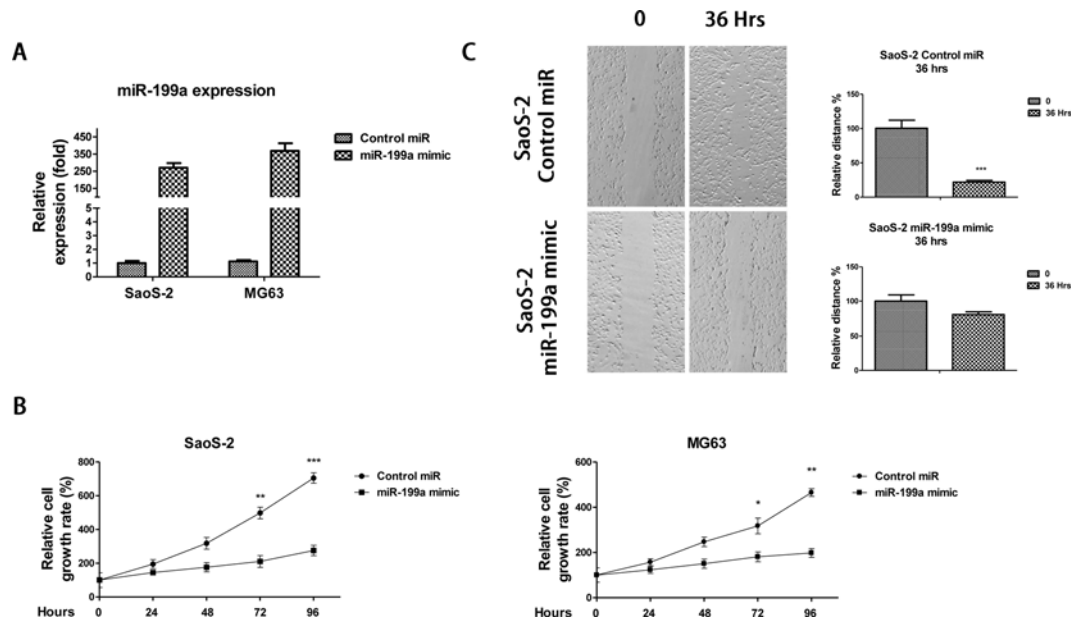 A
miR-199a expression
Relative
expression (fold)
450
350
250
150
5
4
3
2
1
0
SaoS-2
MG63
Control miR
miR-199a mimic
C
0
36 Hrs
SaoS-2
Control miR
SaoS-2
miR-199a mimic
SaoS-2 Control miR
36 hrs
Relative distance %
150
100
50
0
***
0
36 Hrs
SaoS-2 miR-199a mimic
36 hrs
Relative distance %
150
100
50
0
0
36 Hrs
B
SaoS-2
Relative cell
growth rate (%)
800
600
400
200
0
**
***
Hours
0
24
48
72
96
Control miR
miR-199a mimic
MG63
Relative cell
growth rate (%)
600
400
200
0
*
**
Hours
0
24
48
72
96
Control miR
miR-199a mimic